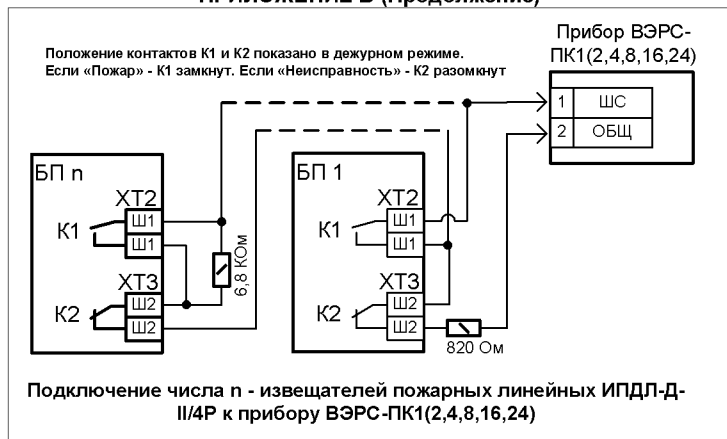 ПРИЛОЖЕНИЕ В (Продолжение)
Положение контактов К1 и К2 показано в дежурном режиме.
Если «Пожар» - К1 замкнут. Если «Неисправность» - К2 разомкнут
Прибор ВЭРС-
ПК1(2,4,8,16,24)
1 ШС
2 ОБЩ
БП n
ХТ2
К1
Ш1
Ш1
ХТ3
К2
Ш2
Ш2
6,8 КОм
БП 1
ХТ2
К1
Ш1
Ш1
ХТ3
К2
Ш2
Ш2
820 Ом
Подключение числа n - извещателей пожарных линейных ИПДЛ-Д-
II/4Р к прибору ВЭРС-ПК1(2,4,8,16,24)